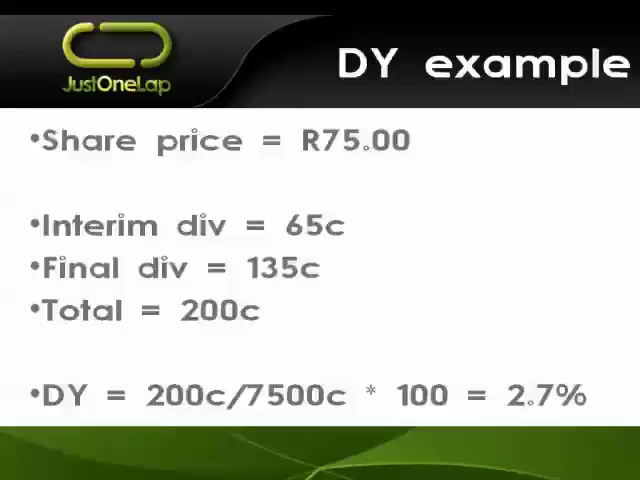 JustOneLap
DY example
•Share price = R75.00
•Interim div = 65c
•Final div = 135c
•Total = 200c
•DY = 200c/7500c * 100 = 2.7%